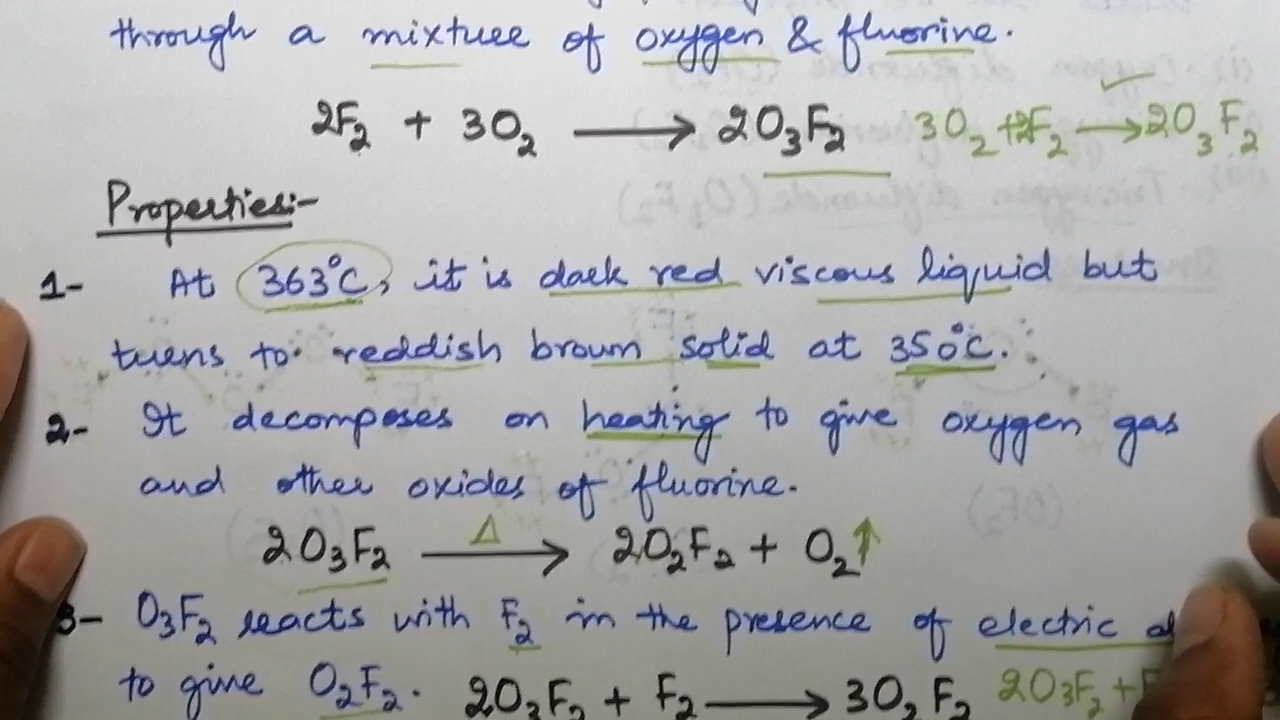 through a mixture of oxygen & fluorine.
2F₂ + 3O₂ ⟶ 2O₃F₂ 3O₂ + 2F₂ ⟶ 2O₃F₂
Properties:-
1- At 363°C, it is dark red viscous liquid but
turns to reddish brown solid at 350°C.
2- It decomposes on heating to give oxygen gas
and other oxides of fluorine.
2O₃F₂ —Δ→ 2O₂F₂ + O₂↑
3- O₃F₂ reacts with F₂ in the presence of electric
to give O₂F₂. 2O₃F₂ + F₂ ⟶ 3O₂F₂ 2O₃F₂ +